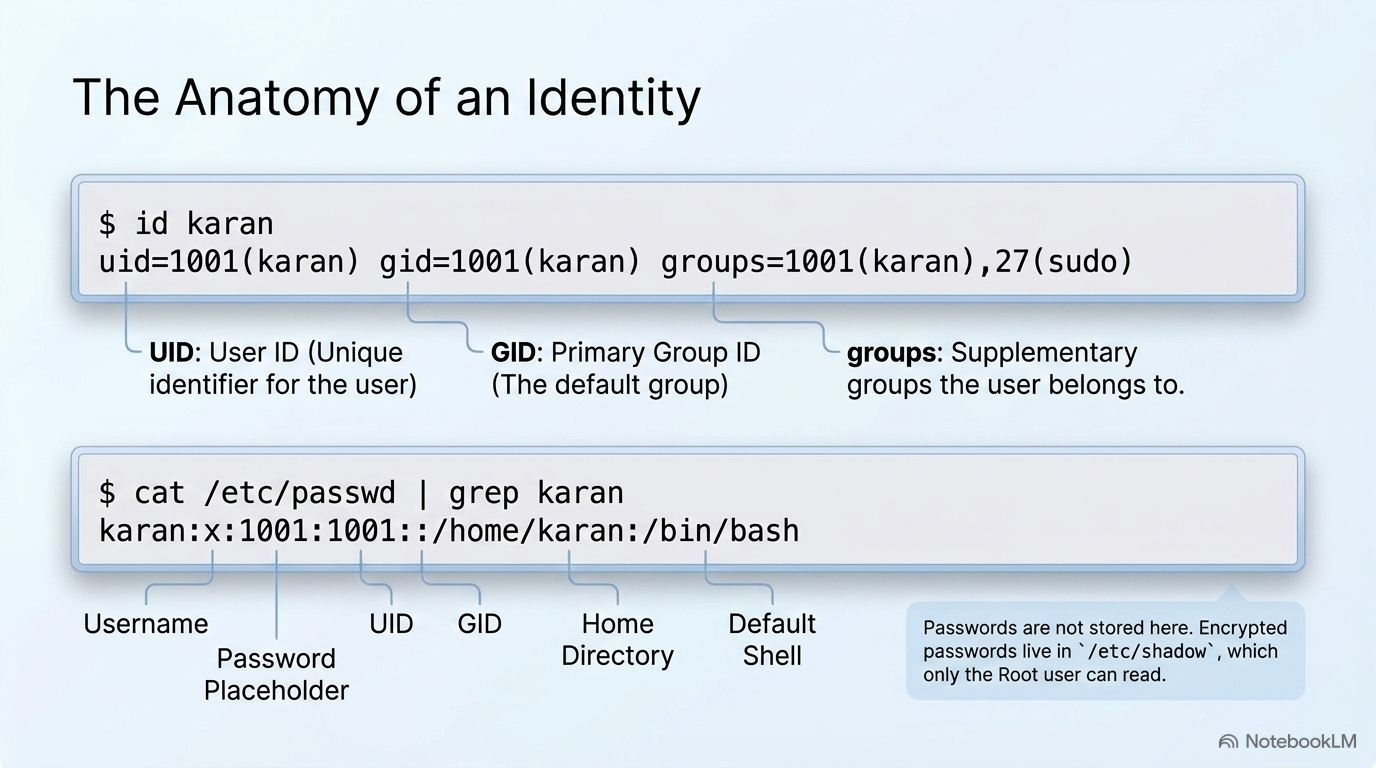 The Anatomy of an Identity
$ id karan
uid=1001(karan) gid=1001(karan) groups=1001(karan),27(sudo)
UID: User ID (Unique
identifier for the user)
GID: Primary Group ID
(The default group)
groups: Supplementary
groups the user belongs to.
$ cat /etc/passwd | grep karan
karan:x:1001:1001::/home/karan:/bin/bash
Username
Password
Placeholder
UID
GID
Home
Directory
Default
Shell
Passwords are not stored here. Encrypted
passwords live in `/etc/shadow`, which
only the Root user can read.
NotebookLM